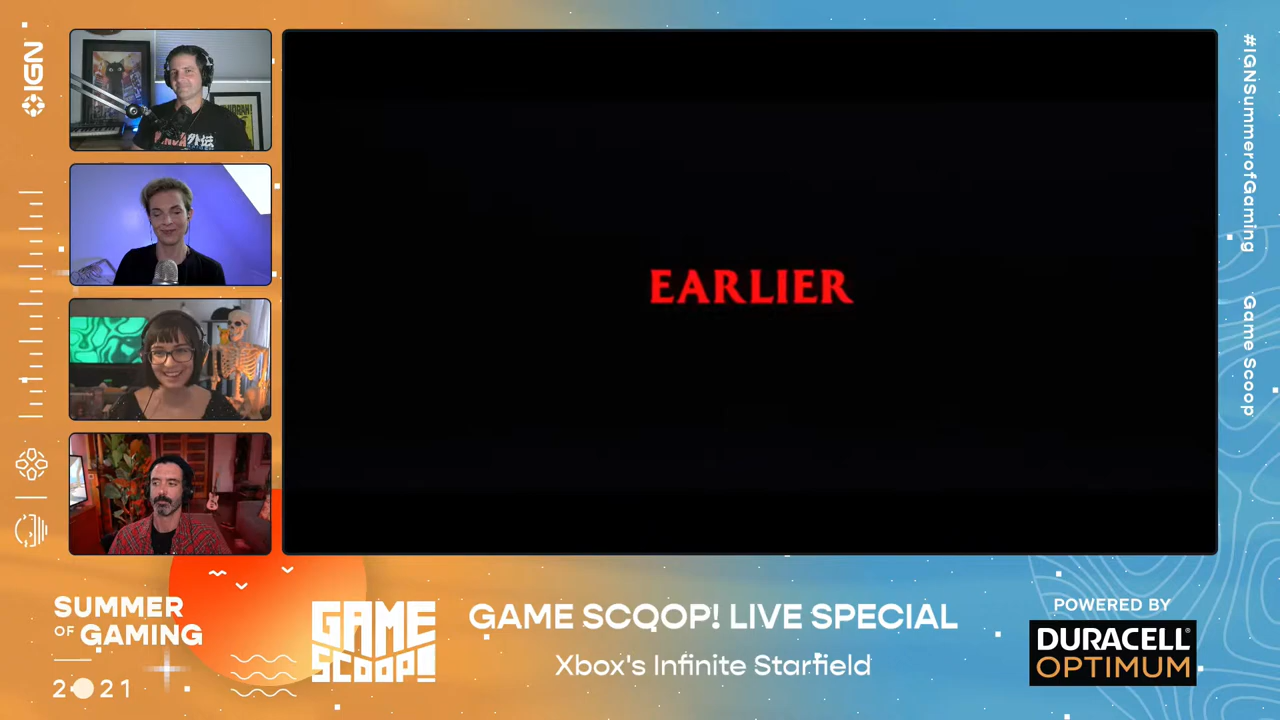 IGN
EARLIER
#IGNSummerofGaming
Game Scoop
SUMMER
OF GAMING
2021
GAME
SCOOP!
GAME SCOOP! LIVE SPECIAL
Xbox's Infinite Starfield
POWERED BY
DURACELL®
OPTIMUM